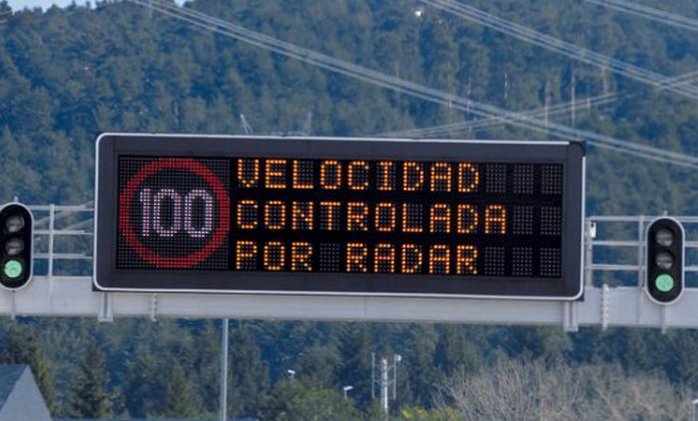 100
VELOCIDAD
CONTROLADA
POR RADAR